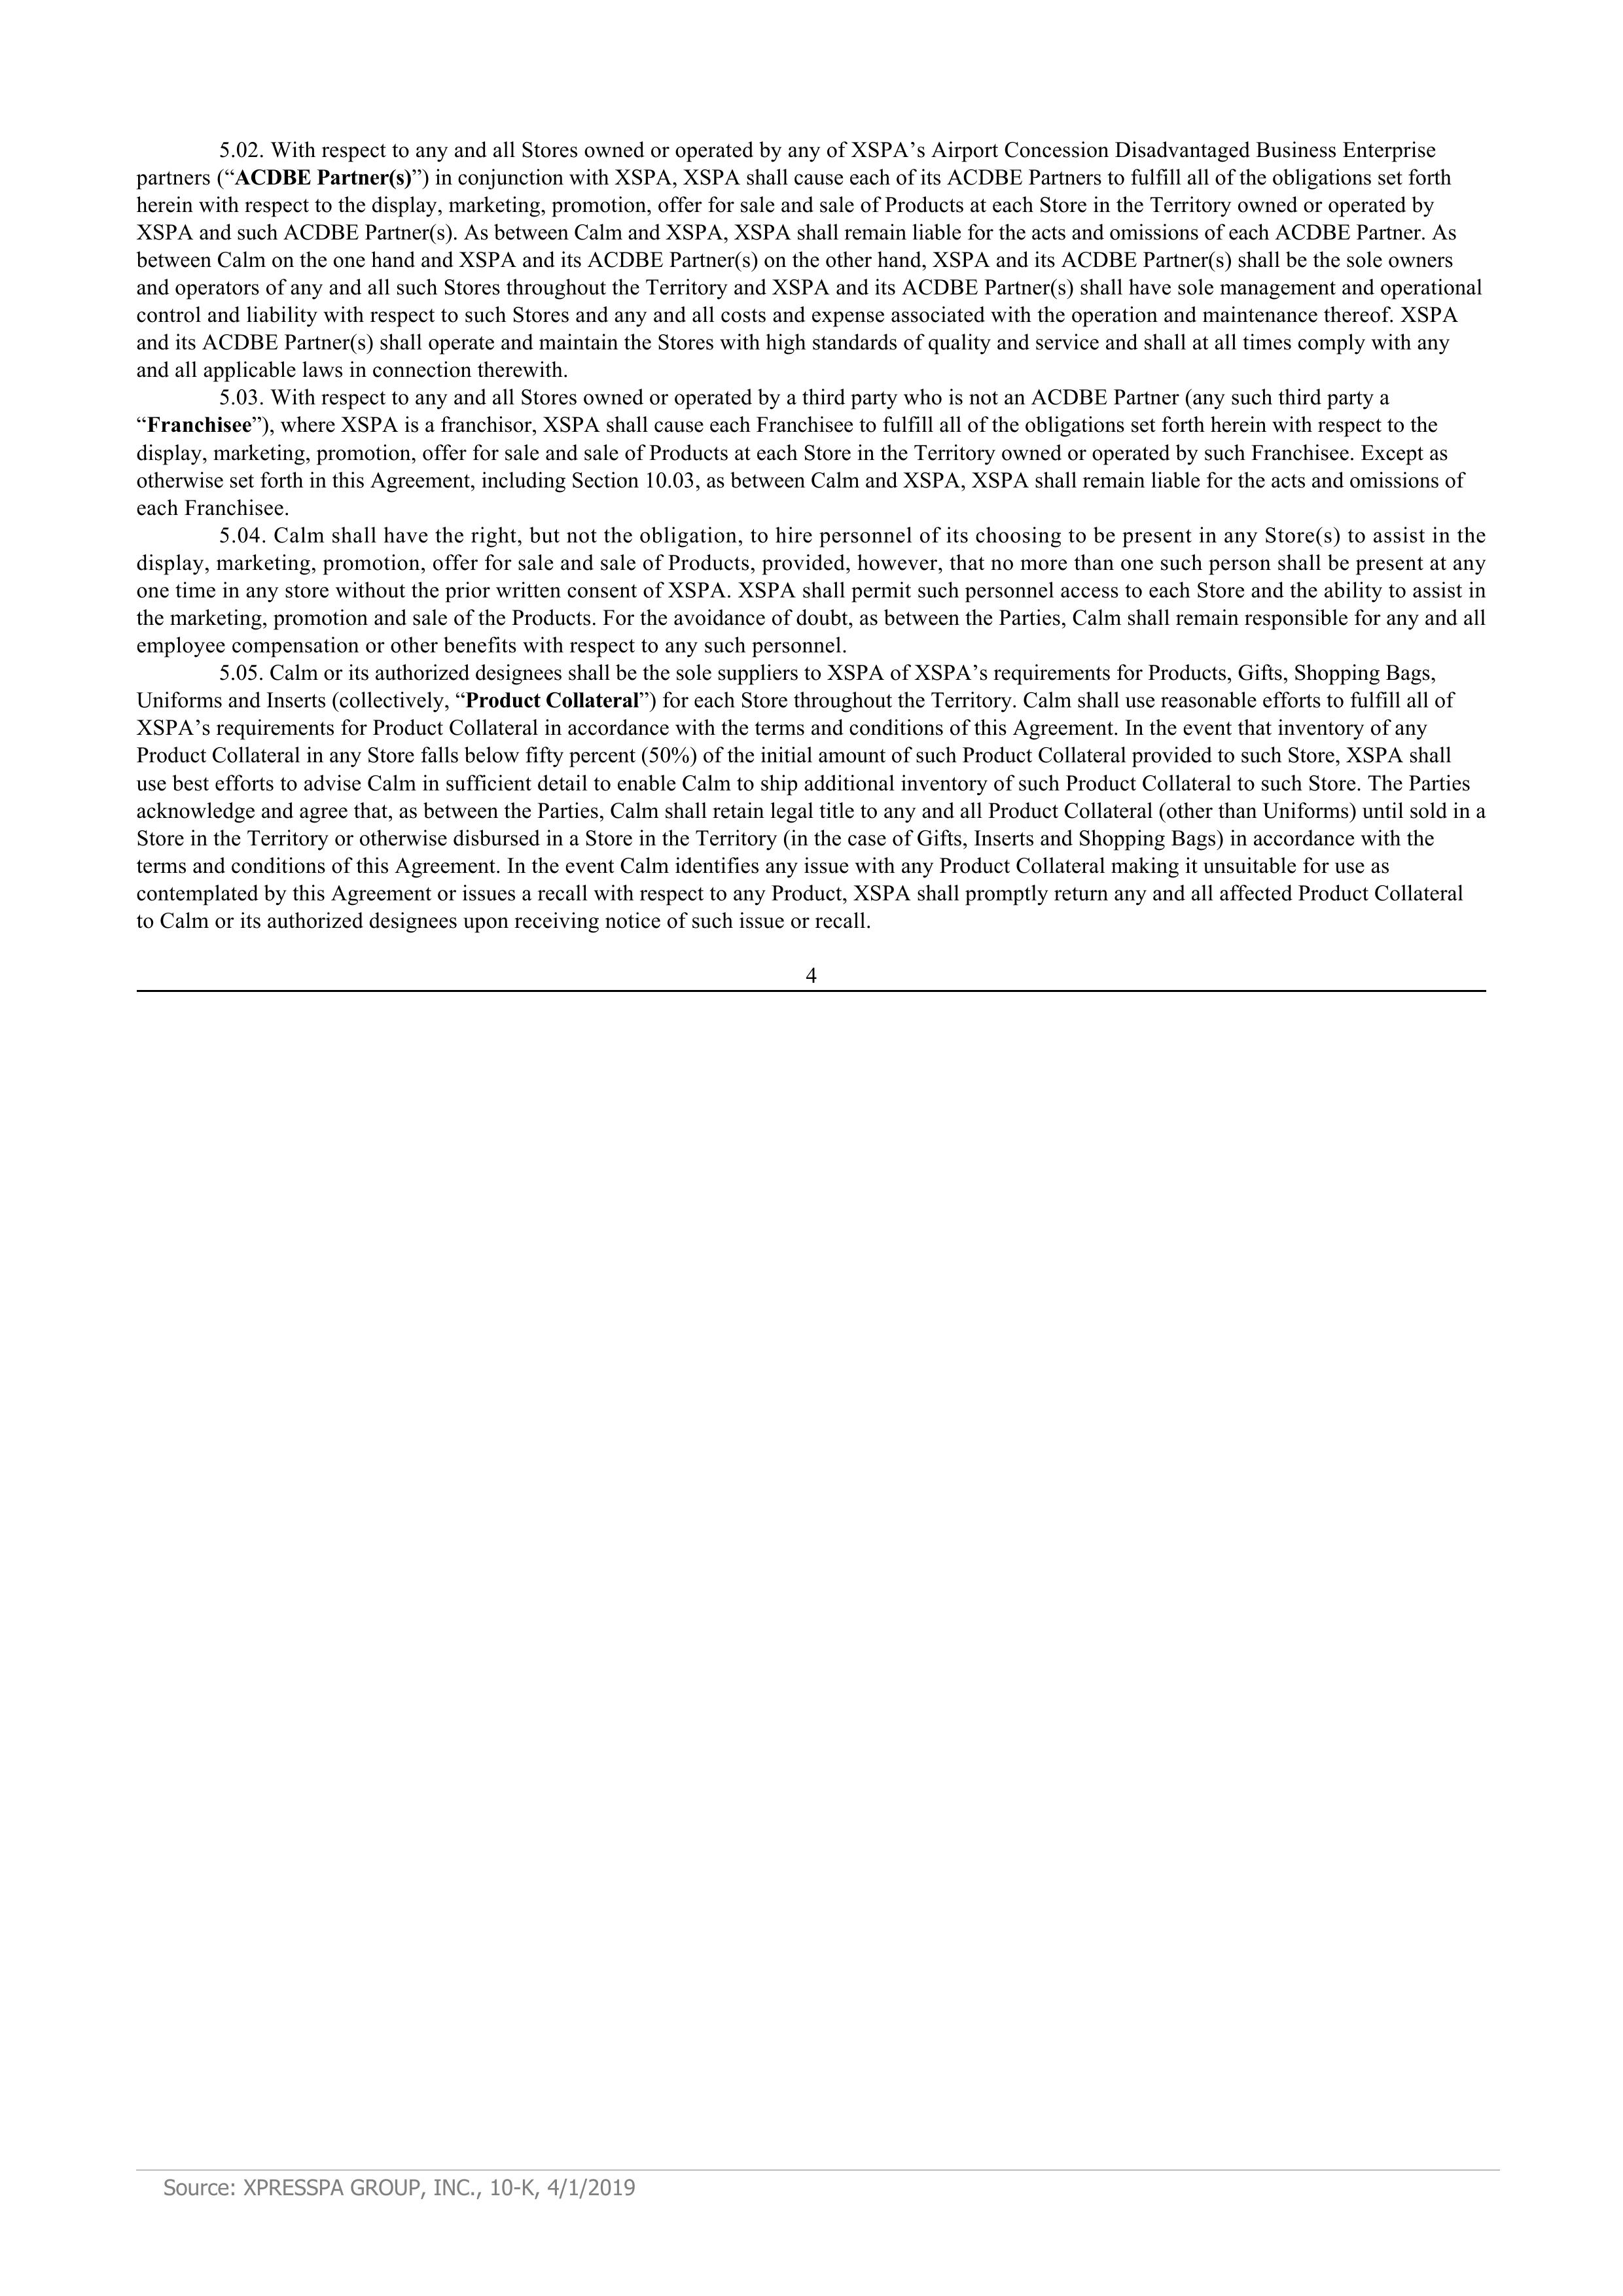 5.02. With respect to any and all Stores owned or operated by any of XSPA’s Airport Concession Disadvantaged Business Enterprise
partners (“ACDBE Partner(s)”) in conjunction with XSPA, XSPA shall cause each of its ACDBE Partners to fulfill all of the obligations set forth
herein with respect to the display, marketing, promotion, offer for sale and sale of Products at each Store in the Territory owned or operated by
XSPA and such ACDBE Partner(s). As between Calm and XSPA, XSPA shall remain liable for the acts and omissions of each ACDBE Partner. As
between Calm on the one hand and XSPA and its ACDBE Partner(s) on the other hand, XSPA and its ACDBE Partner(s) shall be the sole owners
and operators of any and all such Stores throughout the Territory and XSPA and its ACDBE Partner(s) shall have sole management and operational
control and liability with respect to such Stores and any and all costs and expense associated with the operation and maintenance thereof. XSPA
and its ACDBE Partner(s) shall operate and maintain the Stores with high standards of quality and service and shall at all times comply with any
and all applicable laws in connection therewith.
5.03. With respect to any and all Stores owned or operated by a third party who is not an ACDBE Partner (any such third party a
“Franchisee”), where XSPA is a franchisor, XSPA shall cause each Franchisee to fulfill all of the obligations set forth herein with respect to the
display, marketing, promotion, offer for sale and sale of Products at each Store in the Territory owned or operated by such Franchisee. Except as
otherwise set forth in this Agreement, including Section 10.03, as between Calm and XSPA, XSPA shall remain liable for the acts and omissions of
each Franchisee.
5.04. Calm shall have the right, but not the obligation, to hire personnel of its choosing to be present in any Store(s) to assist in the
display, marketing, promotion, offer for sale and sale of Products, provided, however, that no more than one such person shall be present at any
one time in any store without the prior written consent of XSPA. XSPA shall permit such personnel access to each Store and the ability to assist in
the marketing, promotion and sale of the Products. For the avoidance of doubt, as between the Parties, Calm shall remain responsible for any and all
employee compensation or other benefits with respect to any such personnel.
5.05. Calm or its authorized designees shall be the sole suppliers to XSPA of XSPA’s requirements for Products, Gifts, Shopping Bags,
Uniforms and Inserts (collectively, “Product Collateral”) for each Store throughout the Territory. Calm shall use reasonable efforts to fulfill all of
XSPA’s requirements for Product Collateral in accordance with the terms and conditions of this Agreement. In the event that inventory of any
Product Collateral in any Store falls below fifty percent (50%) of the initial amount of such Product Collateral provided to such Store, XSPA shall
use best efforts to advise Calm in sufficient detail to enable Calm to ship additional inventory of such Product Collateral to such Store. The Parties
acknowledge and agree that, as between the Parties, Calm shall retain legal title to any and all Product Collateral (other than Uniforms) until sold in a
Store in the Territory or otherwise disbursed in a Store in the Territory (in the case of Gifts, Inserts and Shopping Bags) in accordance with the
terms and conditions of this Agreement. In the event Calm identifies any issue with any Product Collateral making it unsuitable for use as
contemplated by this Agreement or issues a recall with respect to any Product, XSPA shall promptly return any and all affected Product Collateral
to Calm or its authorized designees upon receiving notice of such issue or recall.
4
Source: XPRESSPA GROUP, INC., 10-K, 4/1/2019